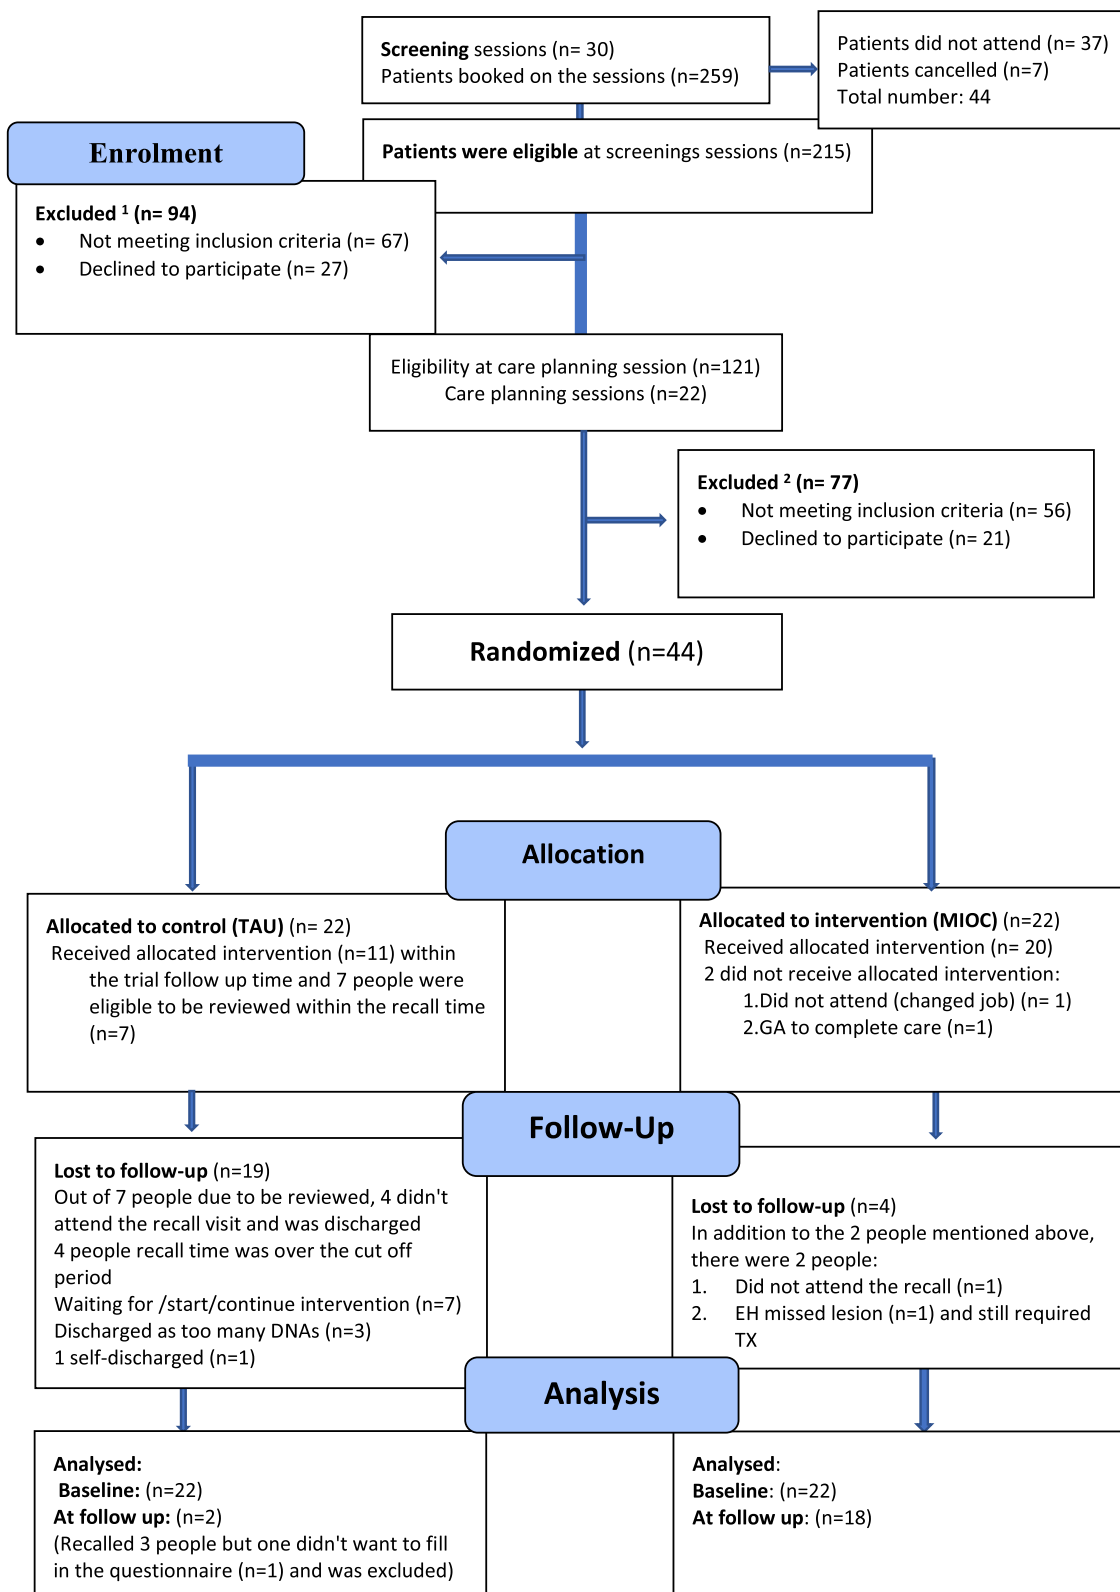 Screening sessions (n= 30)
Patients booked on the sessions (n=259)
Patients did not attend (n= 37)
Patients cancelled (n=7)
Total number: 44
Enrolment
Patients were eligible at screenings sessions (n=215)
Excluded 1 (n= 94)
• Not meeting inclusion criteria (n= 67)
• Declined to participate (n= 27)
Eligibility at care planning session (n=121)
Care planning sessions (n=22)
Excluded 2 (n= 77)
• Not meeting inclusion criteria (n= 56)
• Declined to participate (n= 21)
Randomized (n=44)
Allocation
Allocated to control (TAU) (n= 22)
Received allocated intervention (n=11) within
the trial follow up time and 7 people were
eligible to be reviewed within the recall time
(n=7)
Allocated to intervention (MIOC) (n=22)
Received allocated intervention (n= 20)
2 did not receive allocated intervention:
1.Did not attend (changed job) (n= 1)
2.GA to complete care (n=1)
Follow-Up
Lost to follow-up (n=19)
Out of 7 people due to be reviewed, 4 didn't
attend the recall visit and was discharged
4 people recall time was over the cut off
period
Waiting for /start/continue intervention (n=7)
Discharged as too many DNAs (n=3)
1 self-discharged (n=1)
Lost to follow-up (n=4)
In addition to the 2 people mentioned above,
there were 2 people:
1. Did not attend the recall (n=1)
2. EH missed lesion (n=1) and still required
TX
Analysis
Analysed:
Baseline: (n=22)
At follow up: (n=2)
(Recalled 3 people but one didn't want to fill
in the questionnaire (n=1) and was excluded)
Analysed:
Baseline: (n=22)
At follow up: (n=18)